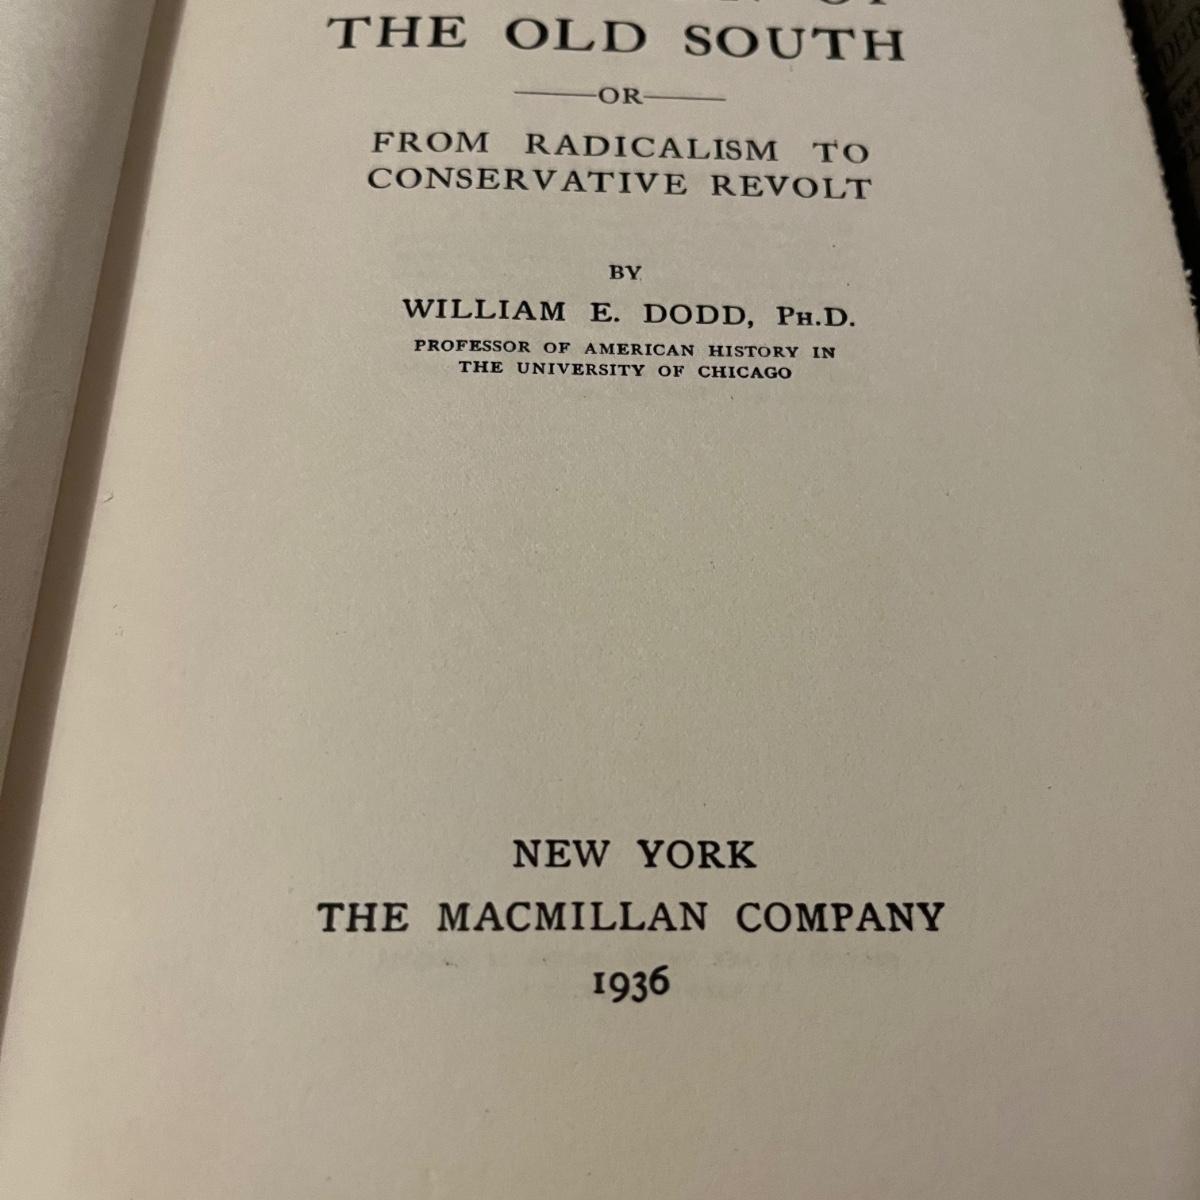 THE OLD SOUTH
OR
FROM RADICALISM TO
CONSERVATIVE REVOLT
BY
WILLIAM E. DODD, PH.D.
PROFESSOR OF AMERICAN HISTORY IN
THE UNIVERSITY OF CHICAGO
NEW YORK
THE MACMILLAN COMPANY
1936